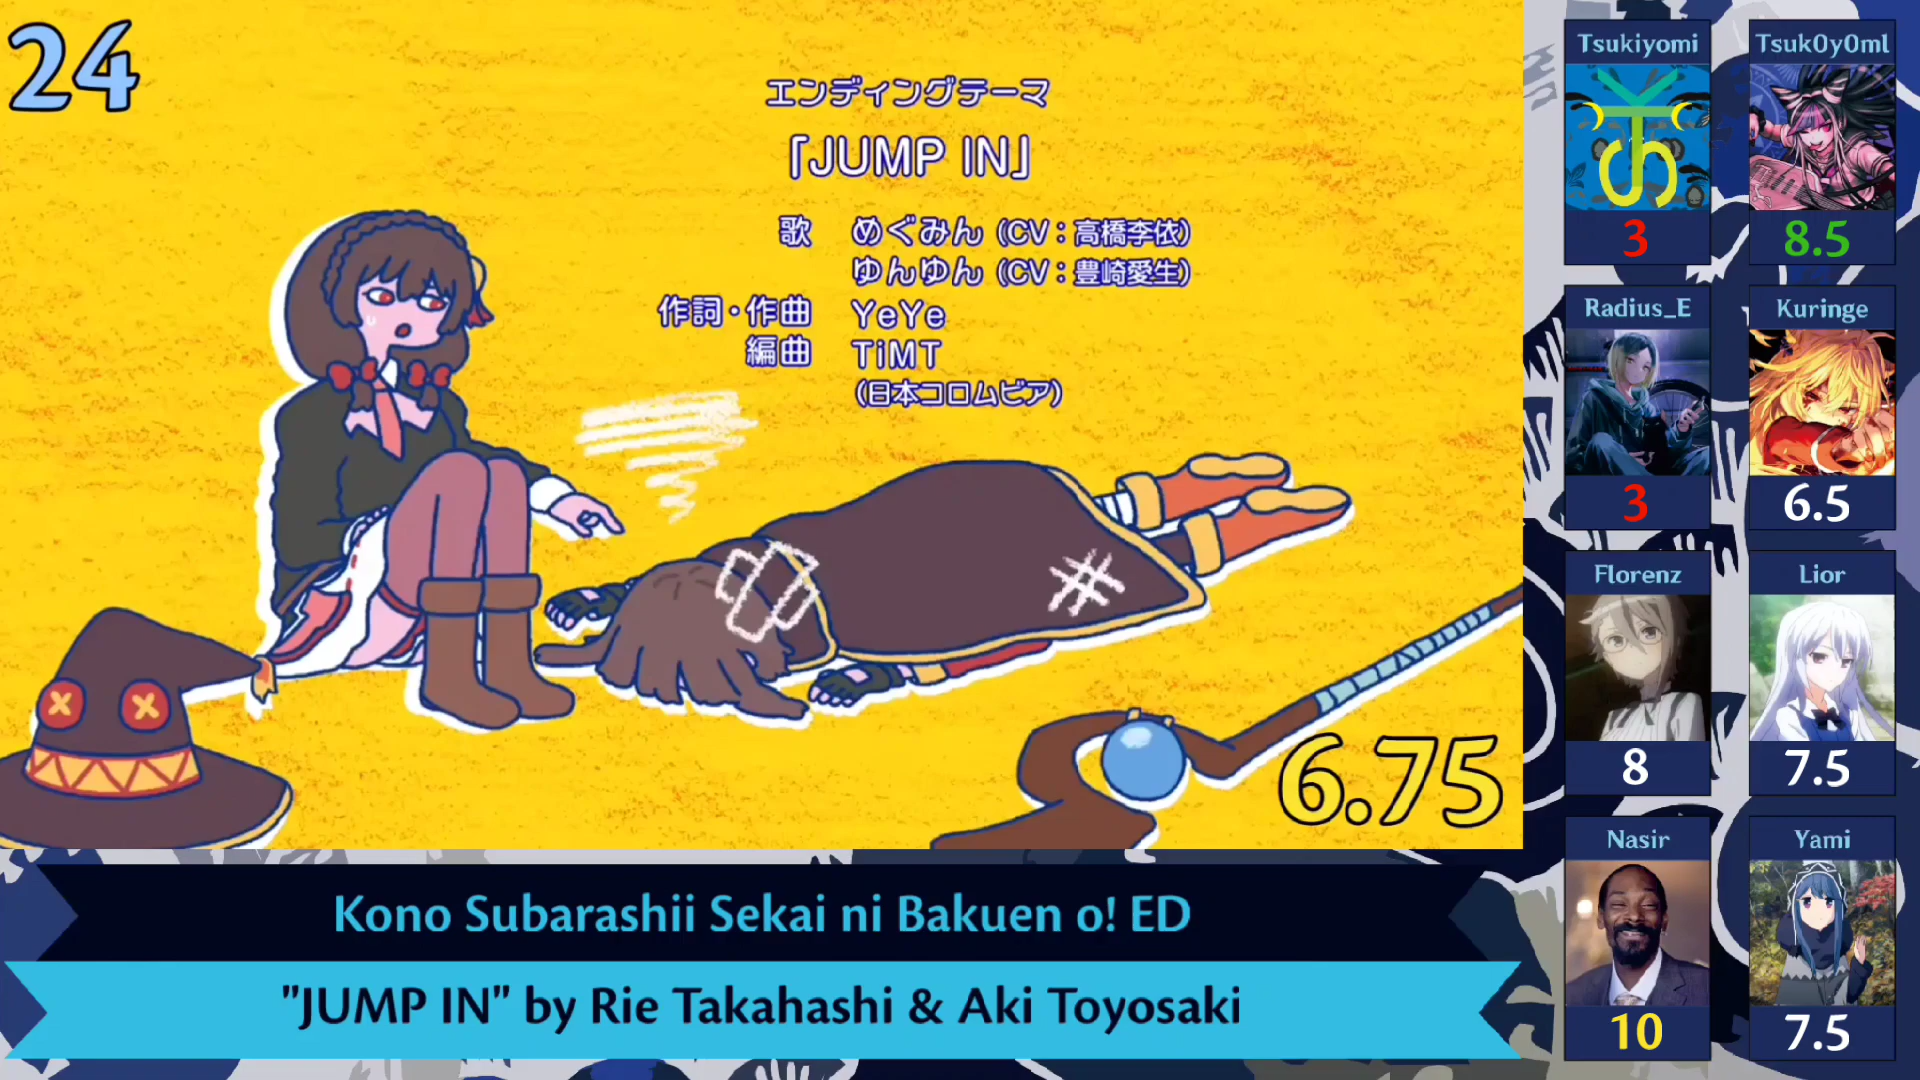 24
エンディングテーマ
「JUMP IN」
歌 めぐみん (CV:高橋李依)
ゆんゆん (CV:豊崎愛生)
作詞・作曲 YeYe
編曲 TiMT
(日本コロムビア)
6.75
Kono Subarashii Sekai ni Bakuen o! ED
"JUMP IN" by Rie Takahashi & Aki Toyosaki
Tsukiyomi
3
Tsuk0y0ml
8.5
Radius_E
3
Kuringe
6.5
Florenz
8
Lior
7.5
Nasir
10
Yami
7.5